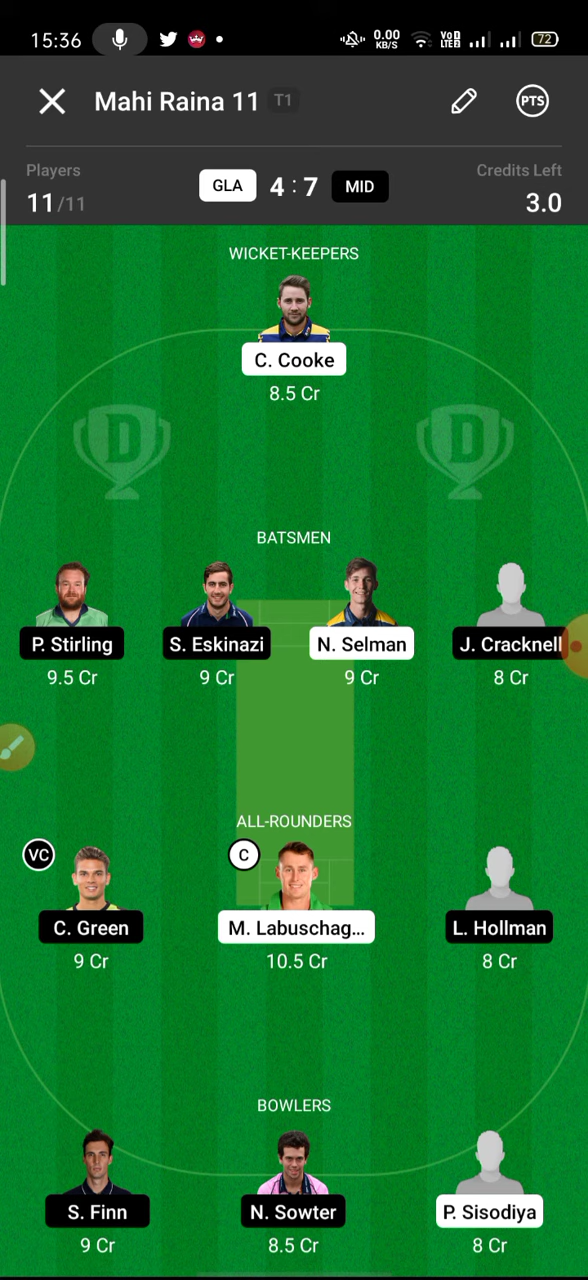 15:36
0.00
KB/S
Vo
LTE 2
72
Mahi Raina 11 T1
PTS
Players
11/11
GLA 4 : 7 MID
Credits Left
3.0
WICKET-KEEPERS
C. Cooke
8.5 Cr
D
D
BATSMEN
P. Stirling
9.5 Cr
S. Eskinazi
9 Cr
N. Selman
9 Cr
J. Cracknell
8 Cr
ALL-ROUNDERS
VC
C. Green
9 Cr
C
M. Labuschag...
10.5 Cr
L. Hollman
8 Cr
BOWLERS
S. Finn
9 Cr
N. Sowter
8.5 Cr
P. Sisodiya
8 Cr